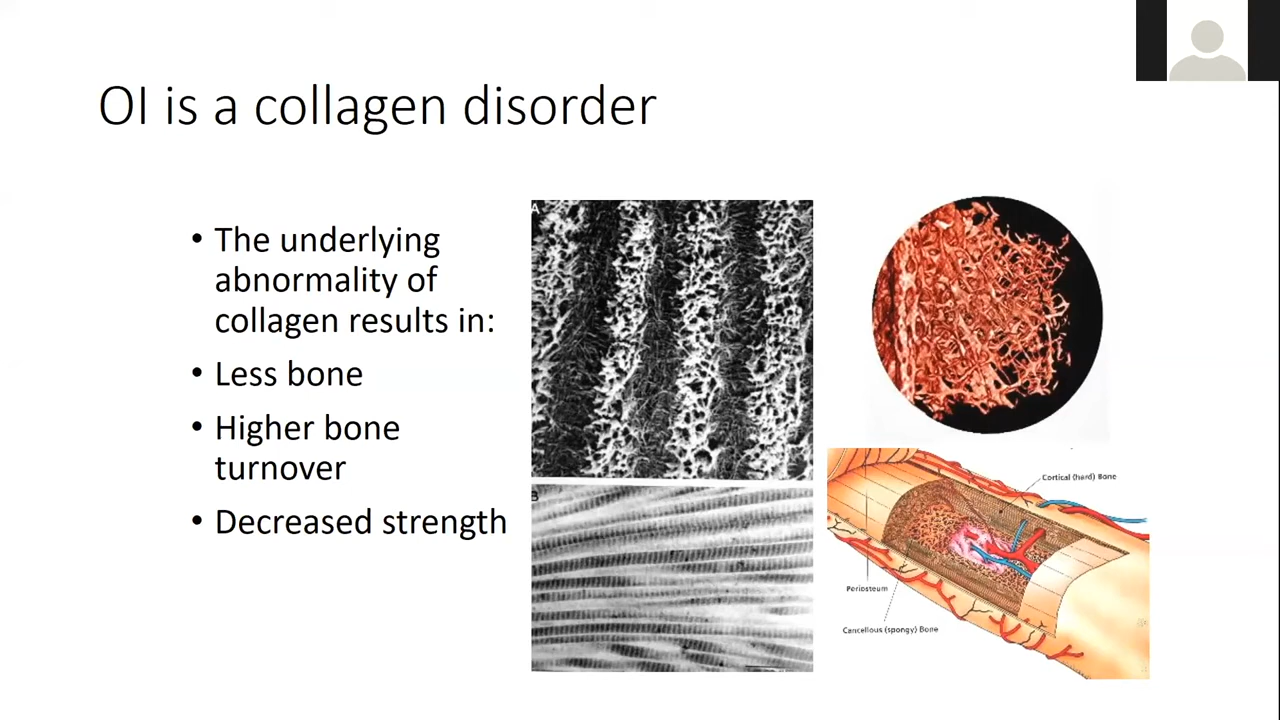 OI is a collagen disorder
• The underlying
abnormality of
collagen results in:
• Less bone
• Higher bone
turnover
• Decreased strength
A
B
Cortical (hard) Bone
Periosteum
Cancellous (spongy) Bone